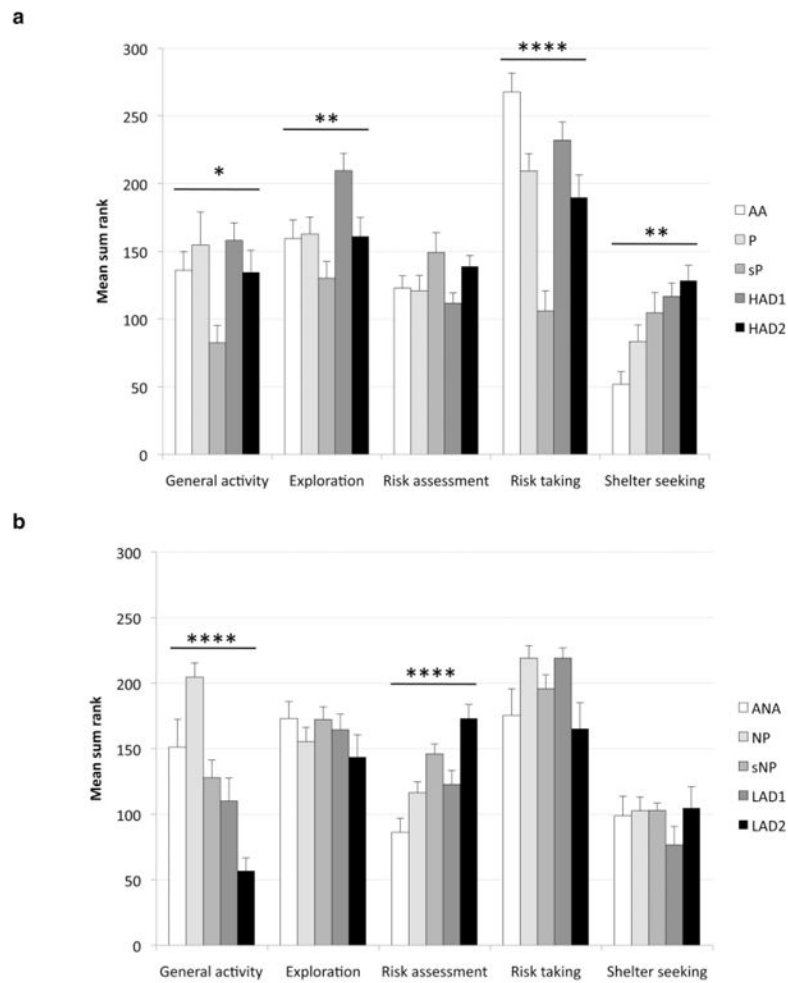 a
300
250
200
150
100
50
0
Mean sum rank
*
**
****
**
General activity
Exploration
Risk assessment
Risk taking
Shelter seeking
AA
P
sP
HAD1
HAD2
b
300
250
200
150
100
50
0
Mean sum rank
****
****
General activity
Exploration
Risk assessment
Risk taking
Shelter seeking
ANA
NP
sNP
LAD1
LAD2